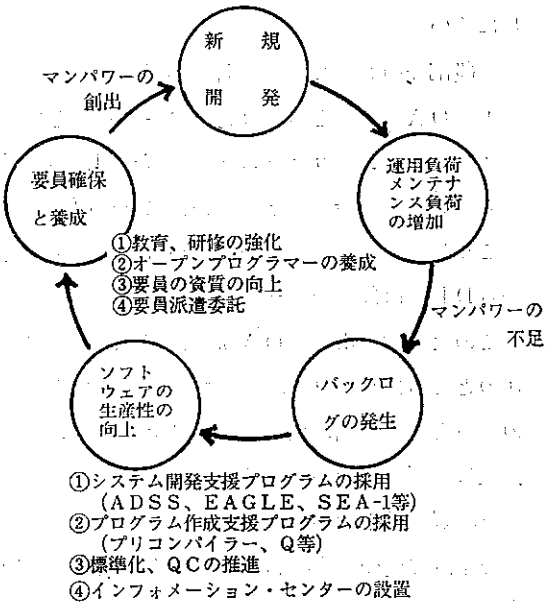 新 規
開 発
マンパワーの
創出
運用負荷
メンテナ
ンス負荷
の増加
要員確保
と養成
①教育、研修の強化
②オープンプログラマーの養成
③要員の資質の向上
④要員派遣委託
マンパワーの
不足
バックロ
グの発生
ソフト
ウェアの
生産性の
向上
①システム開発支援プログラムの採用
(ADSS、EAGLE、SEA-1等)
②プログラム作成支援プログラムの採用
(プリコンパイラー、Q等)
③標準化、QCの推進
④インフォメーション・センターの設置